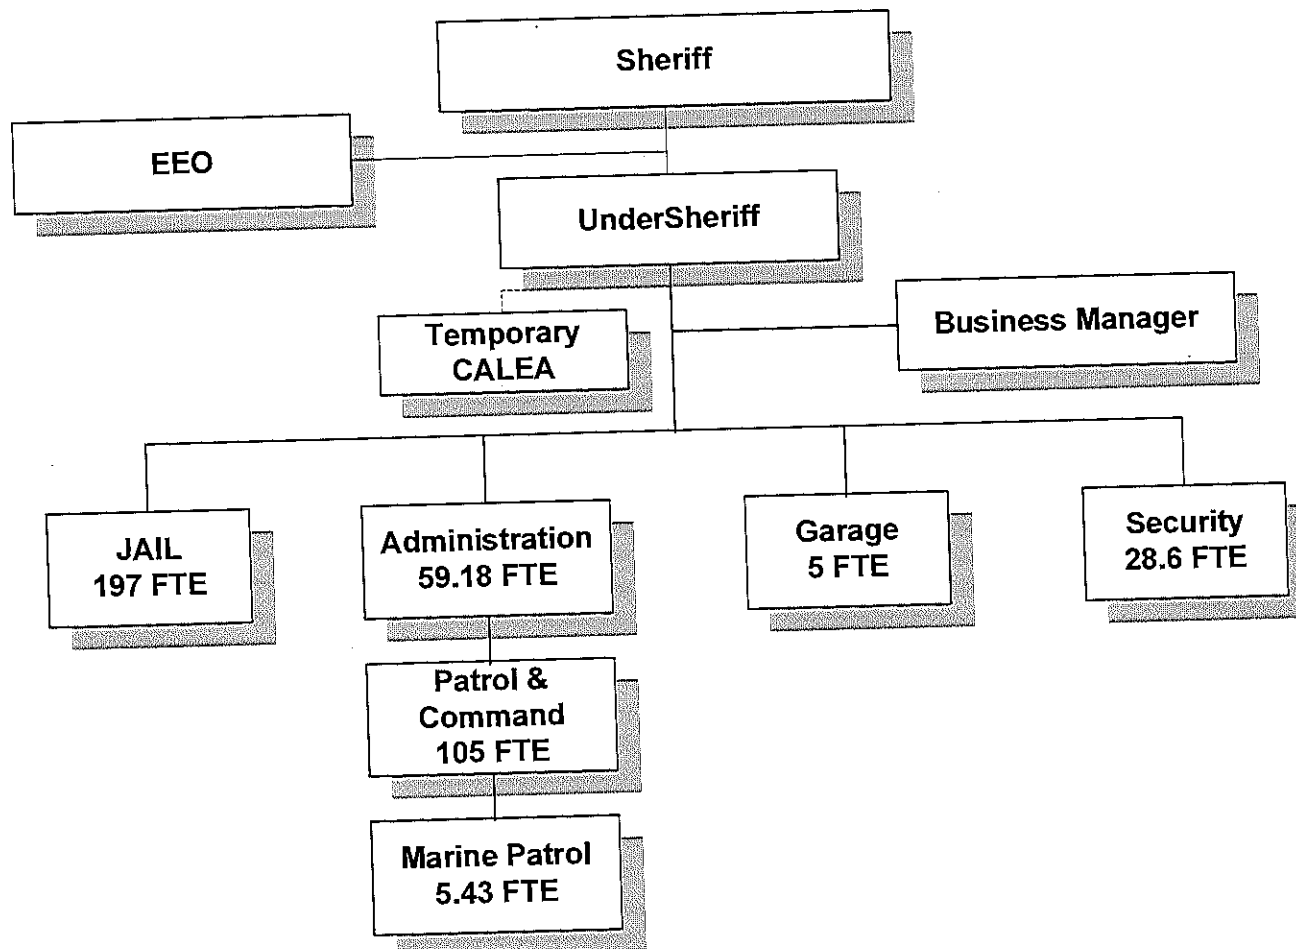 Sheriff
EEO
UnderSheriff
Temporary
CALEA
Business Manager
JAIL
197 FTE
Administration
59.18 FTE
Garage
5 FTE
Security
28.6 FTE
Patrol &
Command
105 FTE
Marine Patrol
5.43 FTE